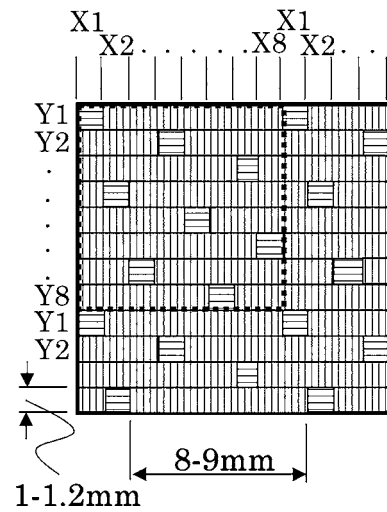 X1 X1
X2 . . . . . X8 X2 . .
Y1
Y2
.
.
.
.
.
Y8
Y1
Y2
8-9mm
1-1.2mm